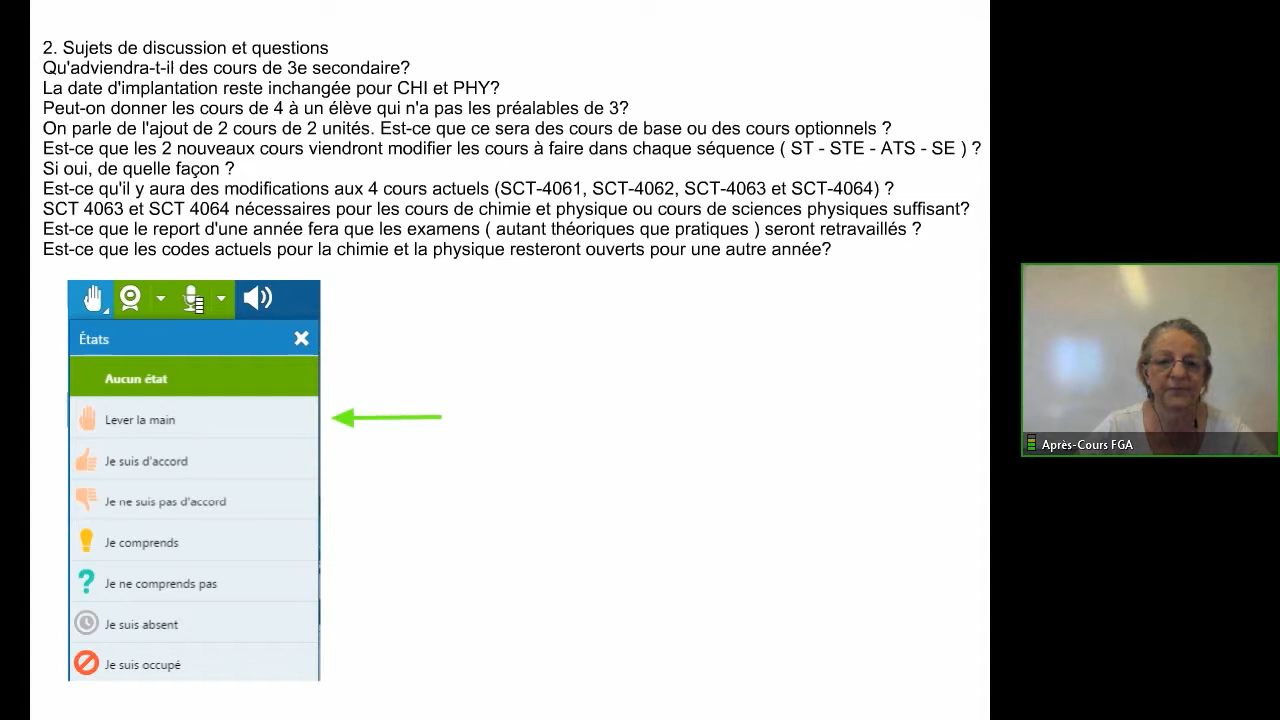 2. Sujets de discussion et questions
Qu'adviendra-t-il des cours de 3e secondaire?
La date d'implantation reste inchangée pour CHI et PHY?
Peut-on donner les cours de 4 à un élève qui n'a pas les préalables de 3?
On parle de l'ajout de 2 cours de 2 unités. Est-ce que ce sera des cours de base ou des cours optionnels ?
Est-ce que les 2 nouveaux cours viendront modifier les cours à faire dans chaque séquence ( ST - STE - ATS - SE ) ?
Si oui, de quelle façon ?
Est-ce qu'il y aura des modifications aux 4 cours actuels (SCT-4061, SCT-4062, SCT-4063 et SCT-4064) ?
SCT 4063 et SCT 4064 nécessaires pour les cours de chimie et physique ou cours de sciences physiques suffisant?
Est-ce que le report d'une année fera que les examens ( autant théoriques que pratiques ) seront retravaillés ?
Est-ce que les codes actuels pour la chimie et la physique resteront ouverts pour une autre année?
États
Aucun état
Lever la main
Je suis d'accord
Je ne suis pas d'accord
Je comprends
Je ne comprends pas
Je suis absent
Je suis occupé
Après-Cours FGA